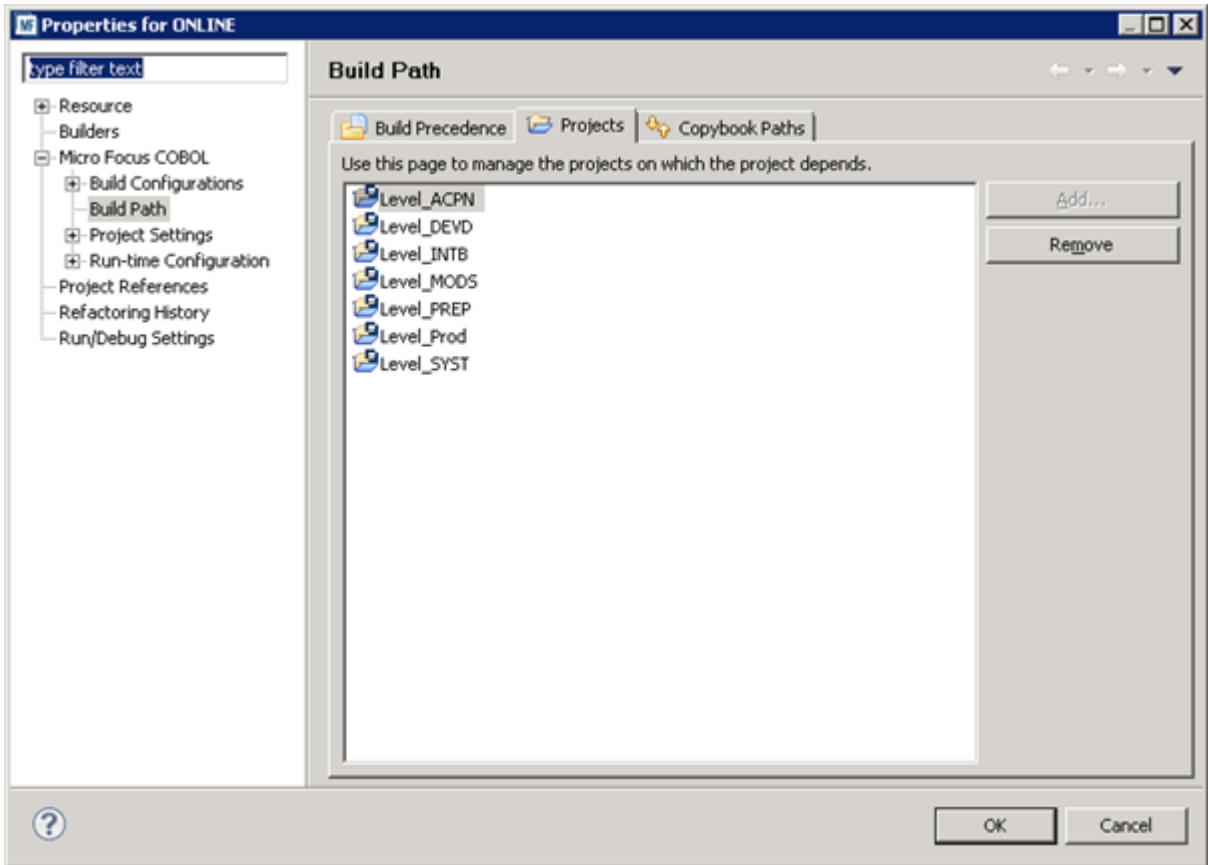 Properties for ONLINE
type filter text
Resource
Builders
Micro Focus COBOL
Build Configurations
Build Path
Project Settings
Run-time Configuration
Project References
Refactoring History
Run/Debug Settings
Build Path
Build Precedence Projects Copybook Paths
Use this page to manage the projects on which the project depends.
Level_ACPN
Level_DEVD
Level_INTB
Level_MODS
Level_PREP
Level_Prod
Level_SYST
Add...
Remove
OK Cancel